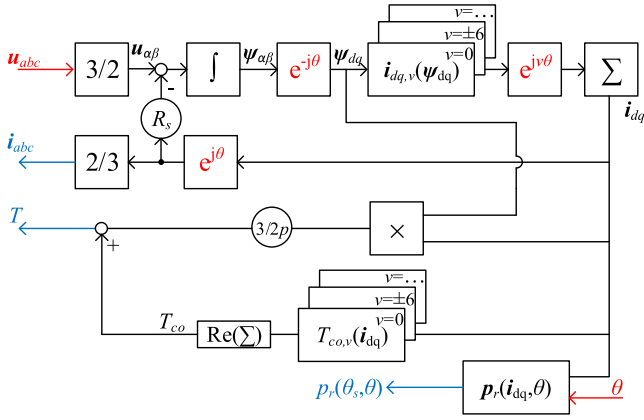 v=…
v=±6
v=0
u_abc
3/2
u_αβ
-
∫
ψ_αβ
e^-jθ
ψ_dq
i_dq,v(ψ_dq)
e^jvθ
∑
i_dq
R_s
i_abc
2/3
e^jθ
T
+
3/2p
×
v=…
v=±6
v=0
T_co
Re(∑)
T_co,v(i_dq)
p_r(θ_s,θ)
p_r(i_dq,θ)
θ